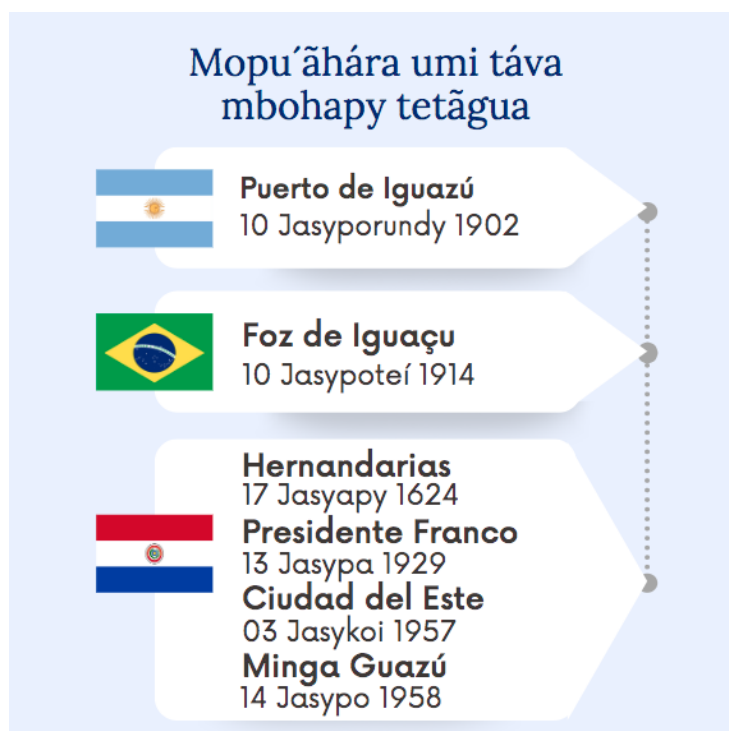 Mopu´ãhára umi táva
mbohapy tetãgua
Puerto de Iguazú
10 Jasyporundy 1902
Foz de Iguaçu
10 Jasypoteí 1914
Hernandarias
17 Jasyapy 1624
Presidente Franco
13 Jasypa 1929
Ciudad del Este
03 Jasykoi 1957
Minga Guazú
14 Jasypo 1958